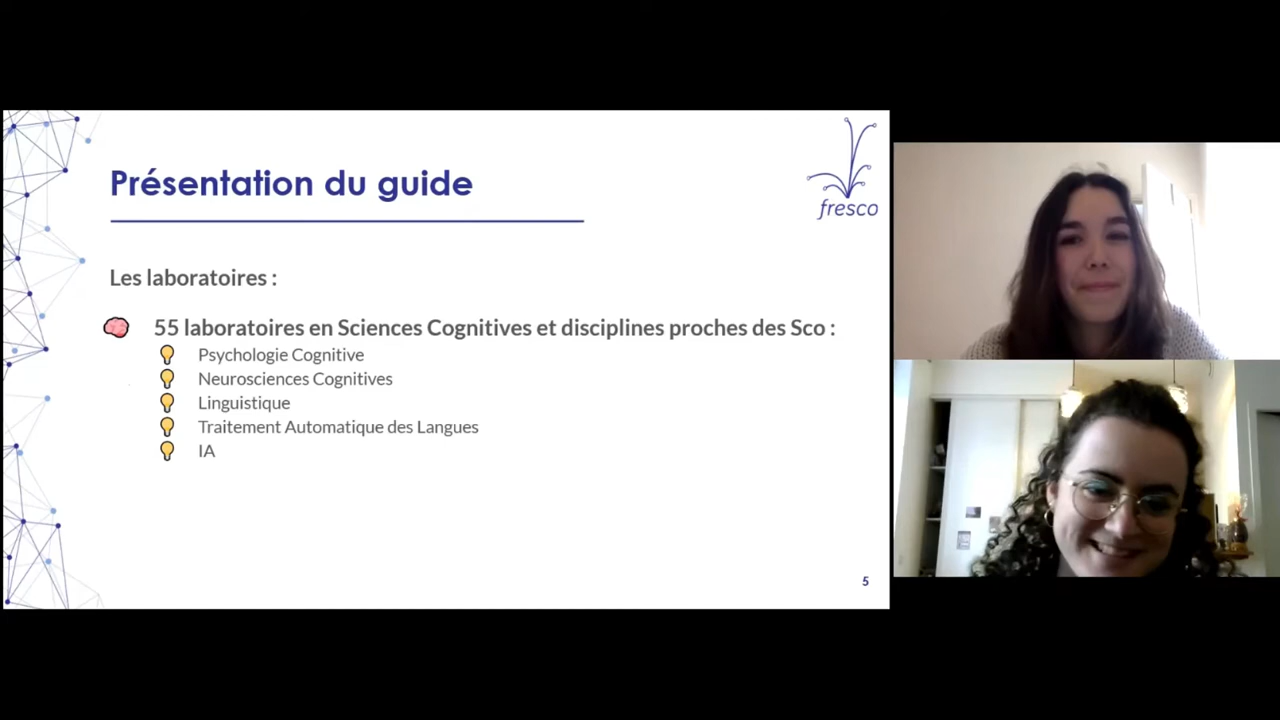 Présentation du guide
fresco
Les laboratoires :
55 laboratoires en Sciences Cognitives et disciplines proches des Sco :
Psychologie Cognitive
Neurosciences Cognitives
Linguistique
Traitement Automatique des Langues
IA
5